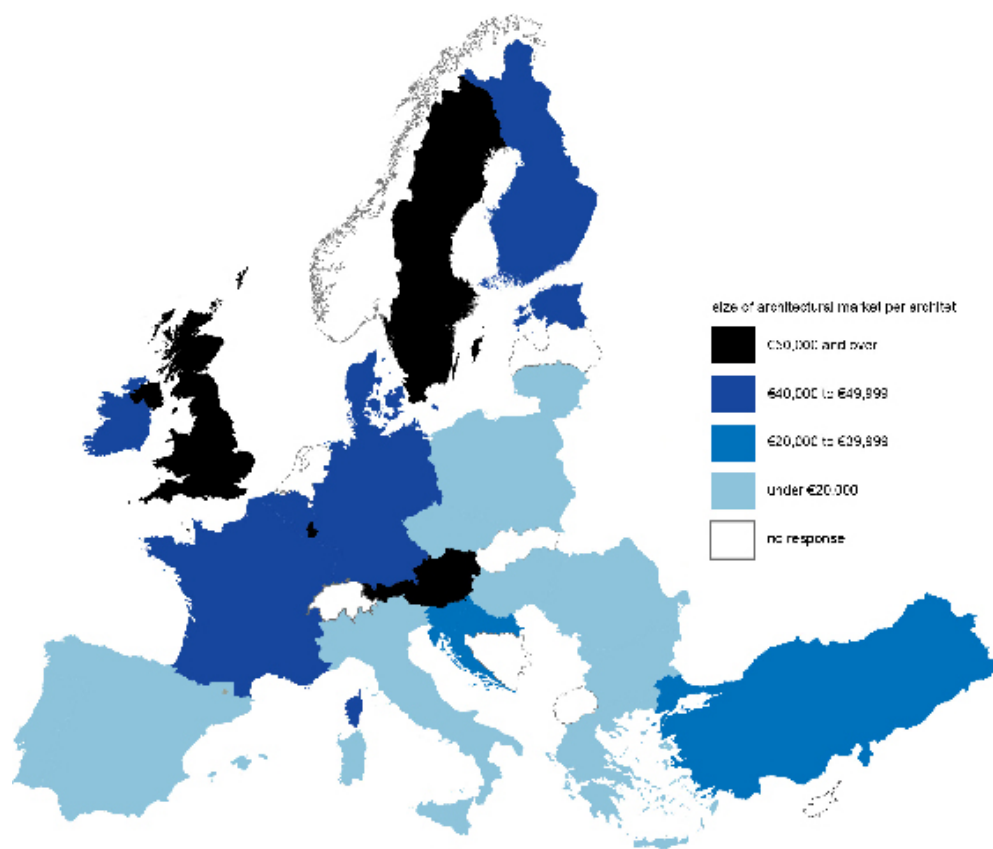 size of architectural market per architet
€50,000 and over
€40,000 to €49,999
€20,000 to €39,999
under €20,000
no response